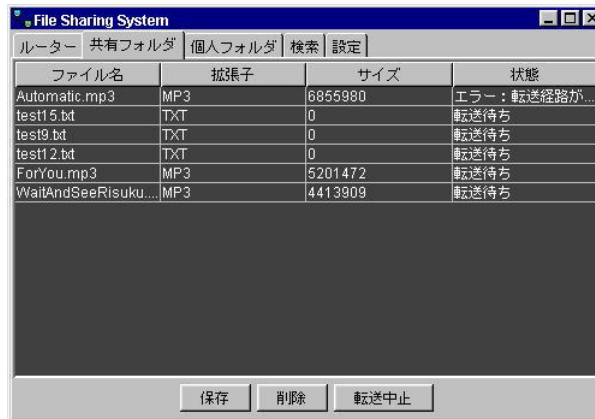 File Sharing System
ルーター 共有フォルダ 個人フォルダ 検索 設定
ファイル名 拡張子 サイズ 状態
Automatic.mp3 MP3 6855980 エラー：転送経路が...
test15.txt TXT 0 転送待ち
test9.txt TXT 0 転送待ち
test12.txt TXT 0 転送待ち
ForYou.mp3 MP3 5201472 転送待ち
WaitAndSeeRisuku.... MP3 4413909 転送待ち
保存 削除 転送中止